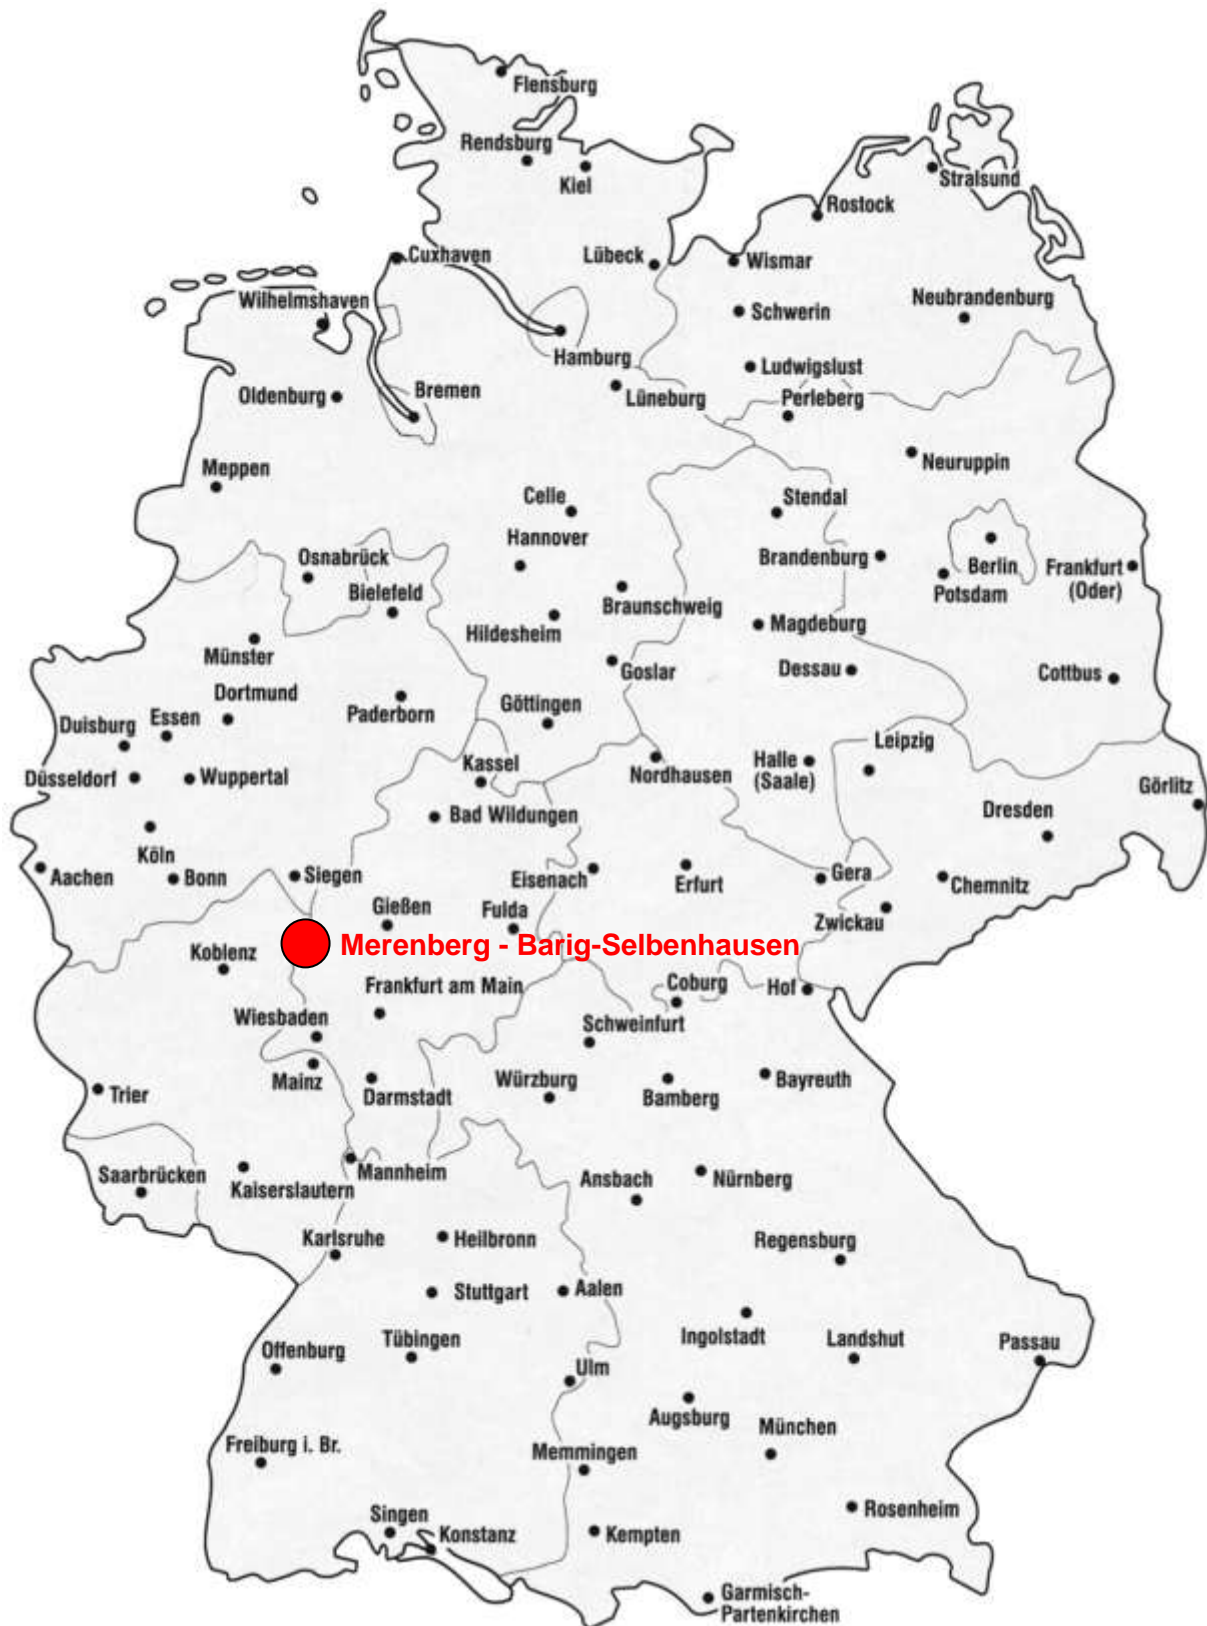 Flensburg
Rendsburg
Kiel
Stralsund
Rostock
Cuxhaven
Lübeck
Wismar
Wilhelmshaven
Schwerin
Neubrandenburg
Hamburg
Ludwigslust
Oldenburg
Bremen
Lüneburg
Perleberg
Meppen
Neuruppin
Celle
Stendal
Hannover
Osnabrück
Brandenburg
Berlin
Frankfurt
(Oder)
Bielefeld
Potsdam
Braunschweig
Hildesheim
Magdeburg
Münster
Goslar
Dessau
Cottbus
Dortmund
Paderborn
Göttingen
Duisburg
Essen
Leipzig
Kassel
Nordhausen
Halle
(Saale)
Düsseldorf
Wuppertal
Görlitz
Bad Wildungen
Dresden
Köln
Aachen
Bonn
Siegen
Eisenach
Erfurt
Gera
Chemnitz
Gießen
Fulda
Zwickau
Koblenz
Merenberg - Barig-Selbenhausen
Frankfurt am Main
Coburg
Hof
Wiesbaden
Schweinfurt
Mainz
Trier
Darmstadt
Würzburg
Bamberg
Bayreuth
Saarbrücken
Kaiserslautern
Mannheim
Ansbach
Nürnberg
Karlsruhe
Heilbronn
Regensburg
Stuttgart
Aalen
Offenburg
Tübingen
Ingolstadt
Landshut
Passau
Ulm
Augsburg
München
Freiburg i. Br.
Memmingen
Singen
Konstanz
Kempten
Rosenheim
Garmisch-
Partenkirchen